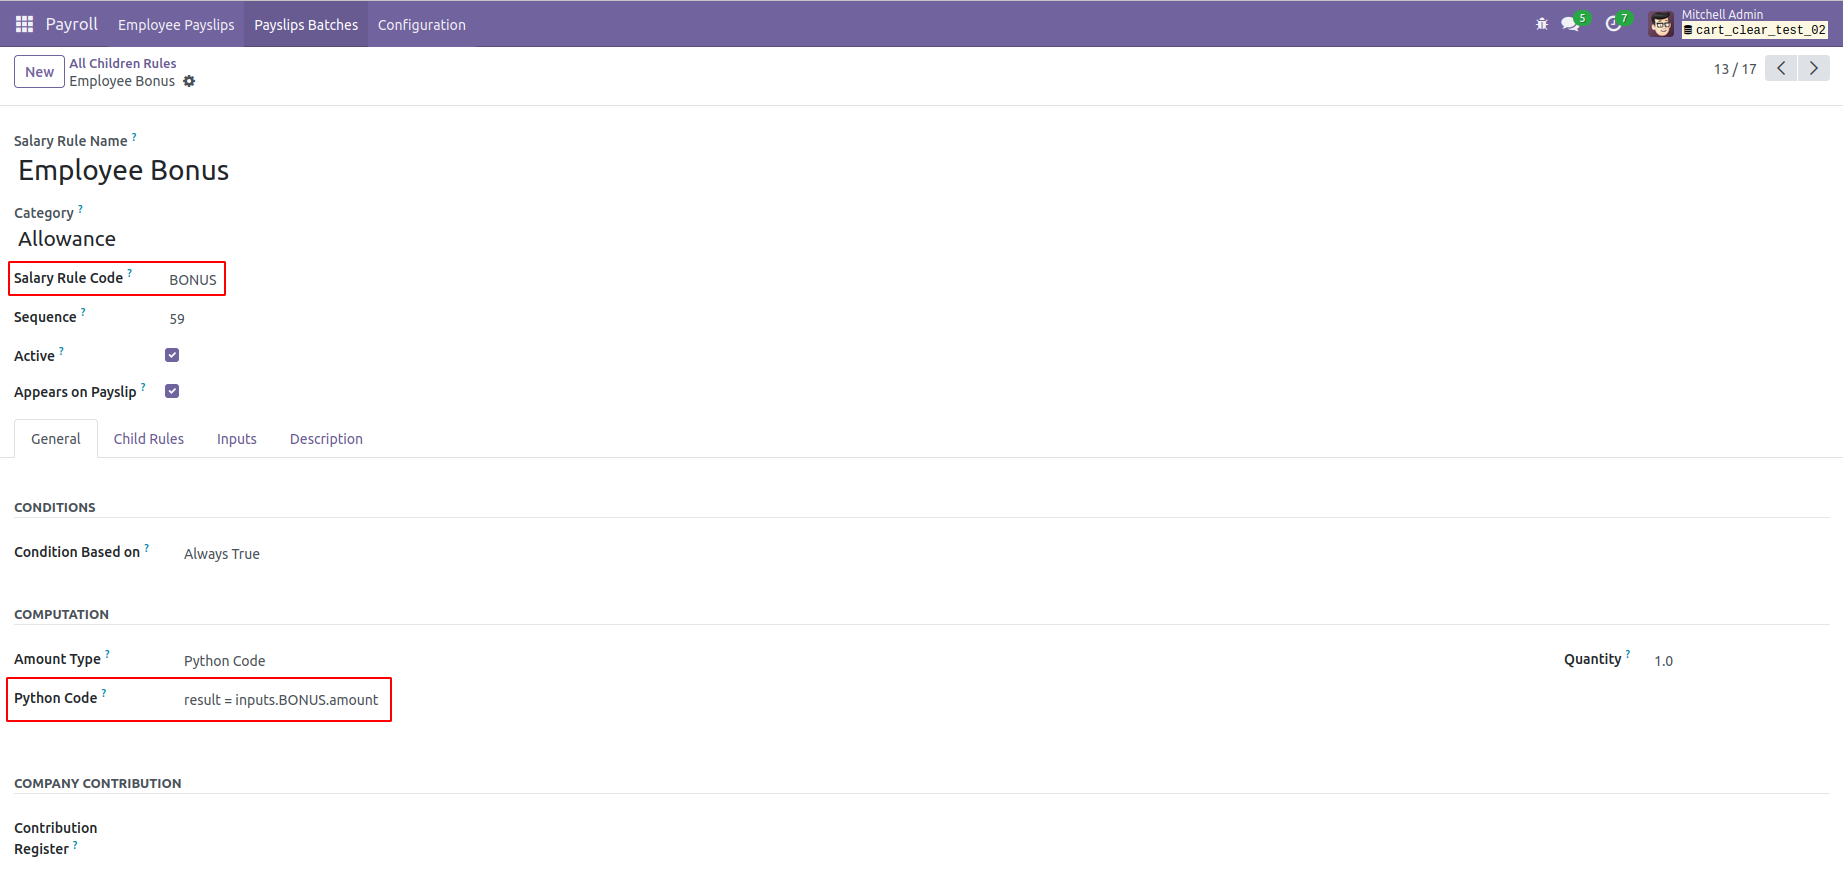 Payroll Employee Payslips Payslips Batches Configuration 5 7 Mitchell Admin
cart_clear_test_02
New All Children Rules
Employee Bonus
13 / 17
Salary Rule Name ?
Employee Bonus
Category ?
Allowance
Salary Rule Code ? BONUS
Sequence ? 59
Active ?
Appears on Payslip ?
General Child Rules Inputs Description
CONDITIONS
Condition Based on ? Always True
COMPUTATION
Amount Type ? Python Code Quantity ? 1.0
Python Code ? result = inputs.BONUS.amount
COMPANY CONTRIBUTION
Contribution
Register ?